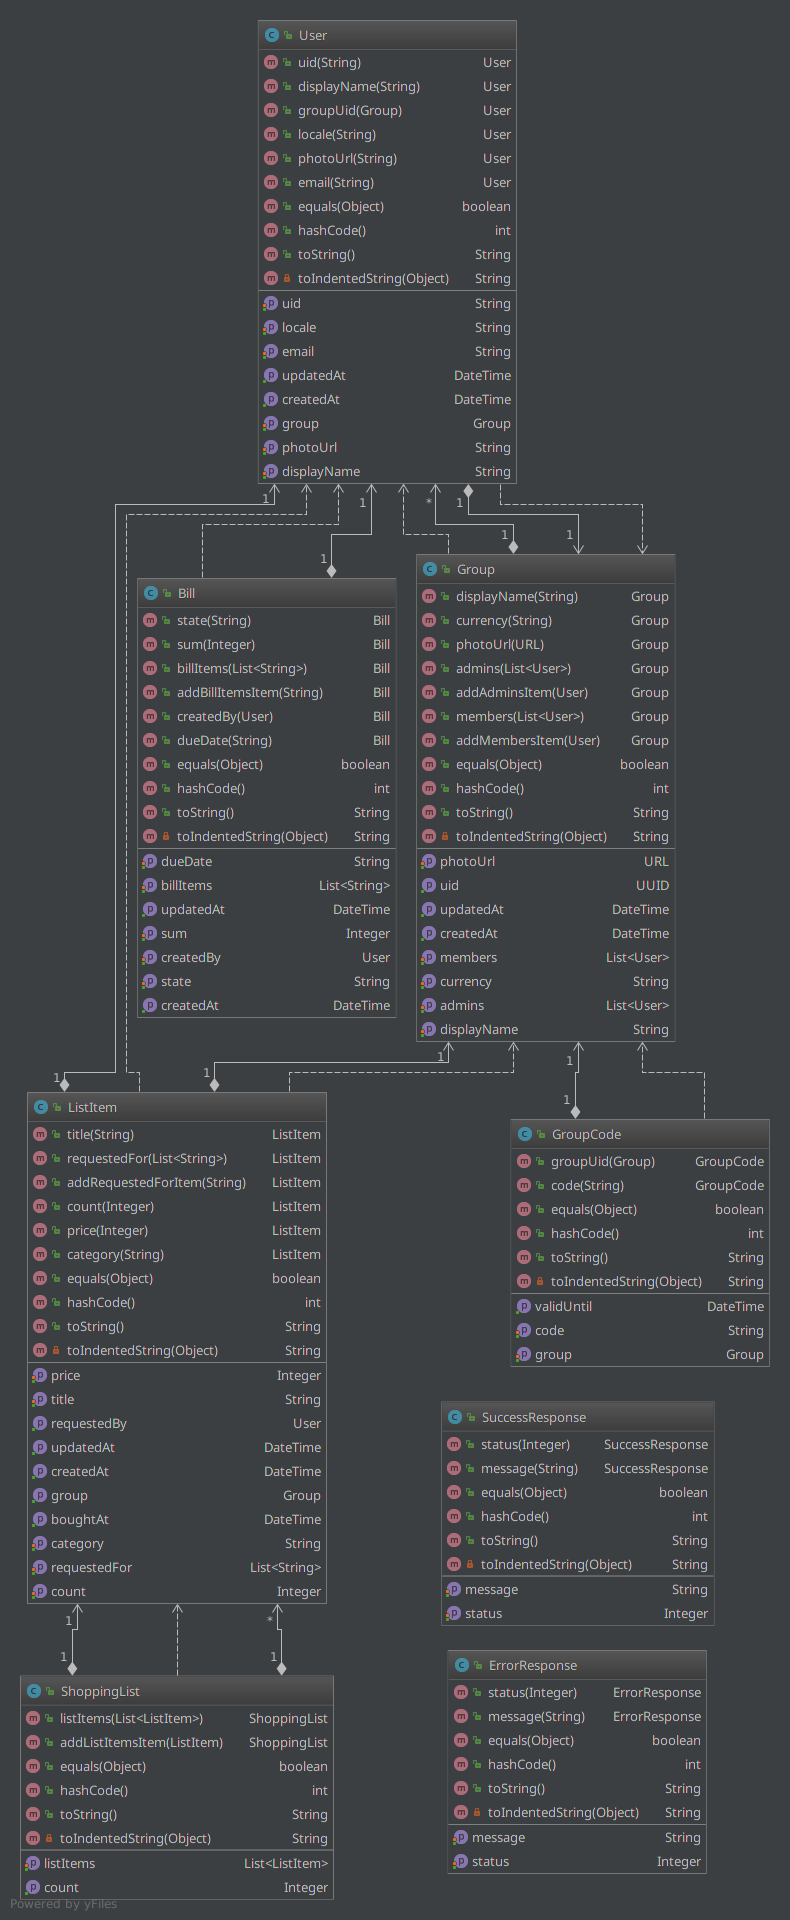 User
uid(String) User
displayName(String) User
groupUid(Group) User
locale(String) User
photoUrl(String) User
email(String) User
equals(Object) boolean
hashCode() int
toString() String
toIndentedString(Object) String
uid String
locale String
email String
updatedAt DateTime
createdAt DateTime
group Group
photoUrl String
displayName String
1 1 * 1
1 1 1
Bill
state(String) Bill
sum(Integer) Bill
billItems(List<String>) Bill
addBillItemsItem(String) Bill
createdBy(User) Bill
dueDate(String) Bill
equals(Object) boolean
hashCode() int
toString() String
toIndentedString(Object) String
dueDate String
billItems List<String>
updatedAt DateTime
sum Integer
createdBy User
state String
createdAt DateTime
Group
displayName(String) Group
currency(String) Group
photoUrl(URL) Group
admins(List<User>) Group
addAdminsItem(User) Group
members(List<User>) Group
addMembersItem(User) Group
equals(Object) boolean
hashCode() int
toString() String
toIndentedString(Object) String
photoUrl URL
uid UUID
updatedAt DateTime
createdAt DateTime
members List<User>
currency String
admins List<User>
displayName String
1 1
1 1 1
ListItem
title(String) ListItem
requestedFor(List<String>) ListItem
addRequestedForItem(String) ListItem
count(Integer) ListItem
price(Integer) ListItem
category(String) ListItem
equals(Object) boolean
hashCode() int
toString() String
toIndentedString(Object) String
price Integer
title String
requestedBy User
updatedAt DateTime
createdAt DateTime
group Group
boughtAt DateTime
category String
requestedFor List<String>
count Integer
GroupCode
groupUid(Group) GroupCode
code(String) GroupCode
equals(Object) boolean
hashCode() int
toString() String
toIndentedString(Object) String
validUntil DateTime
code String
group Group
SuccessResponse
status(Integer) SuccessResponse
message(String) SuccessResponse
equals(Object) boolean
hashCode() int
toString() String
toIndentedString(Object) String
message String
status Integer
1 *
1 1
ShoppingList
listItems(List<ListItem>) ShoppingList
addListItemsItem(ListItem) ShoppingList
equals(Object) boolean
hashCode() int
toString() String
toIndentedString(Object) String
listItems List<ListItem>
count Integer
ErrorResponse
status(Integer) ErrorResponse
message(String) ErrorResponse
equals(Object) boolean
hashCode() int
toString() String
toIndentedString(Object) String
message String
status Integer
Powered by yFiles